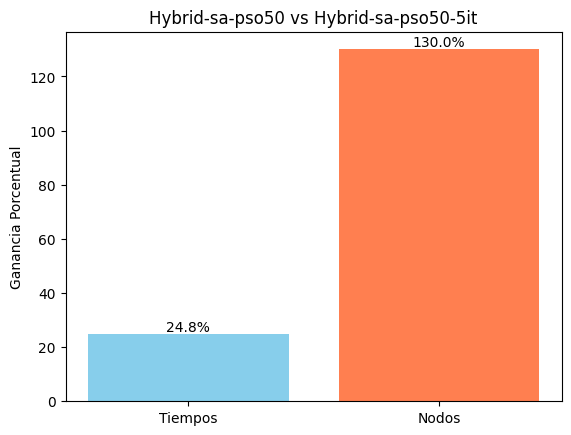 Hybrid-sa-pso50 vs Hybrid-sa-pso50-5it
Ganancia Porcentual
120
100
80
60
40
20
0
24.8%
130.0%
Tiempos
Nodos